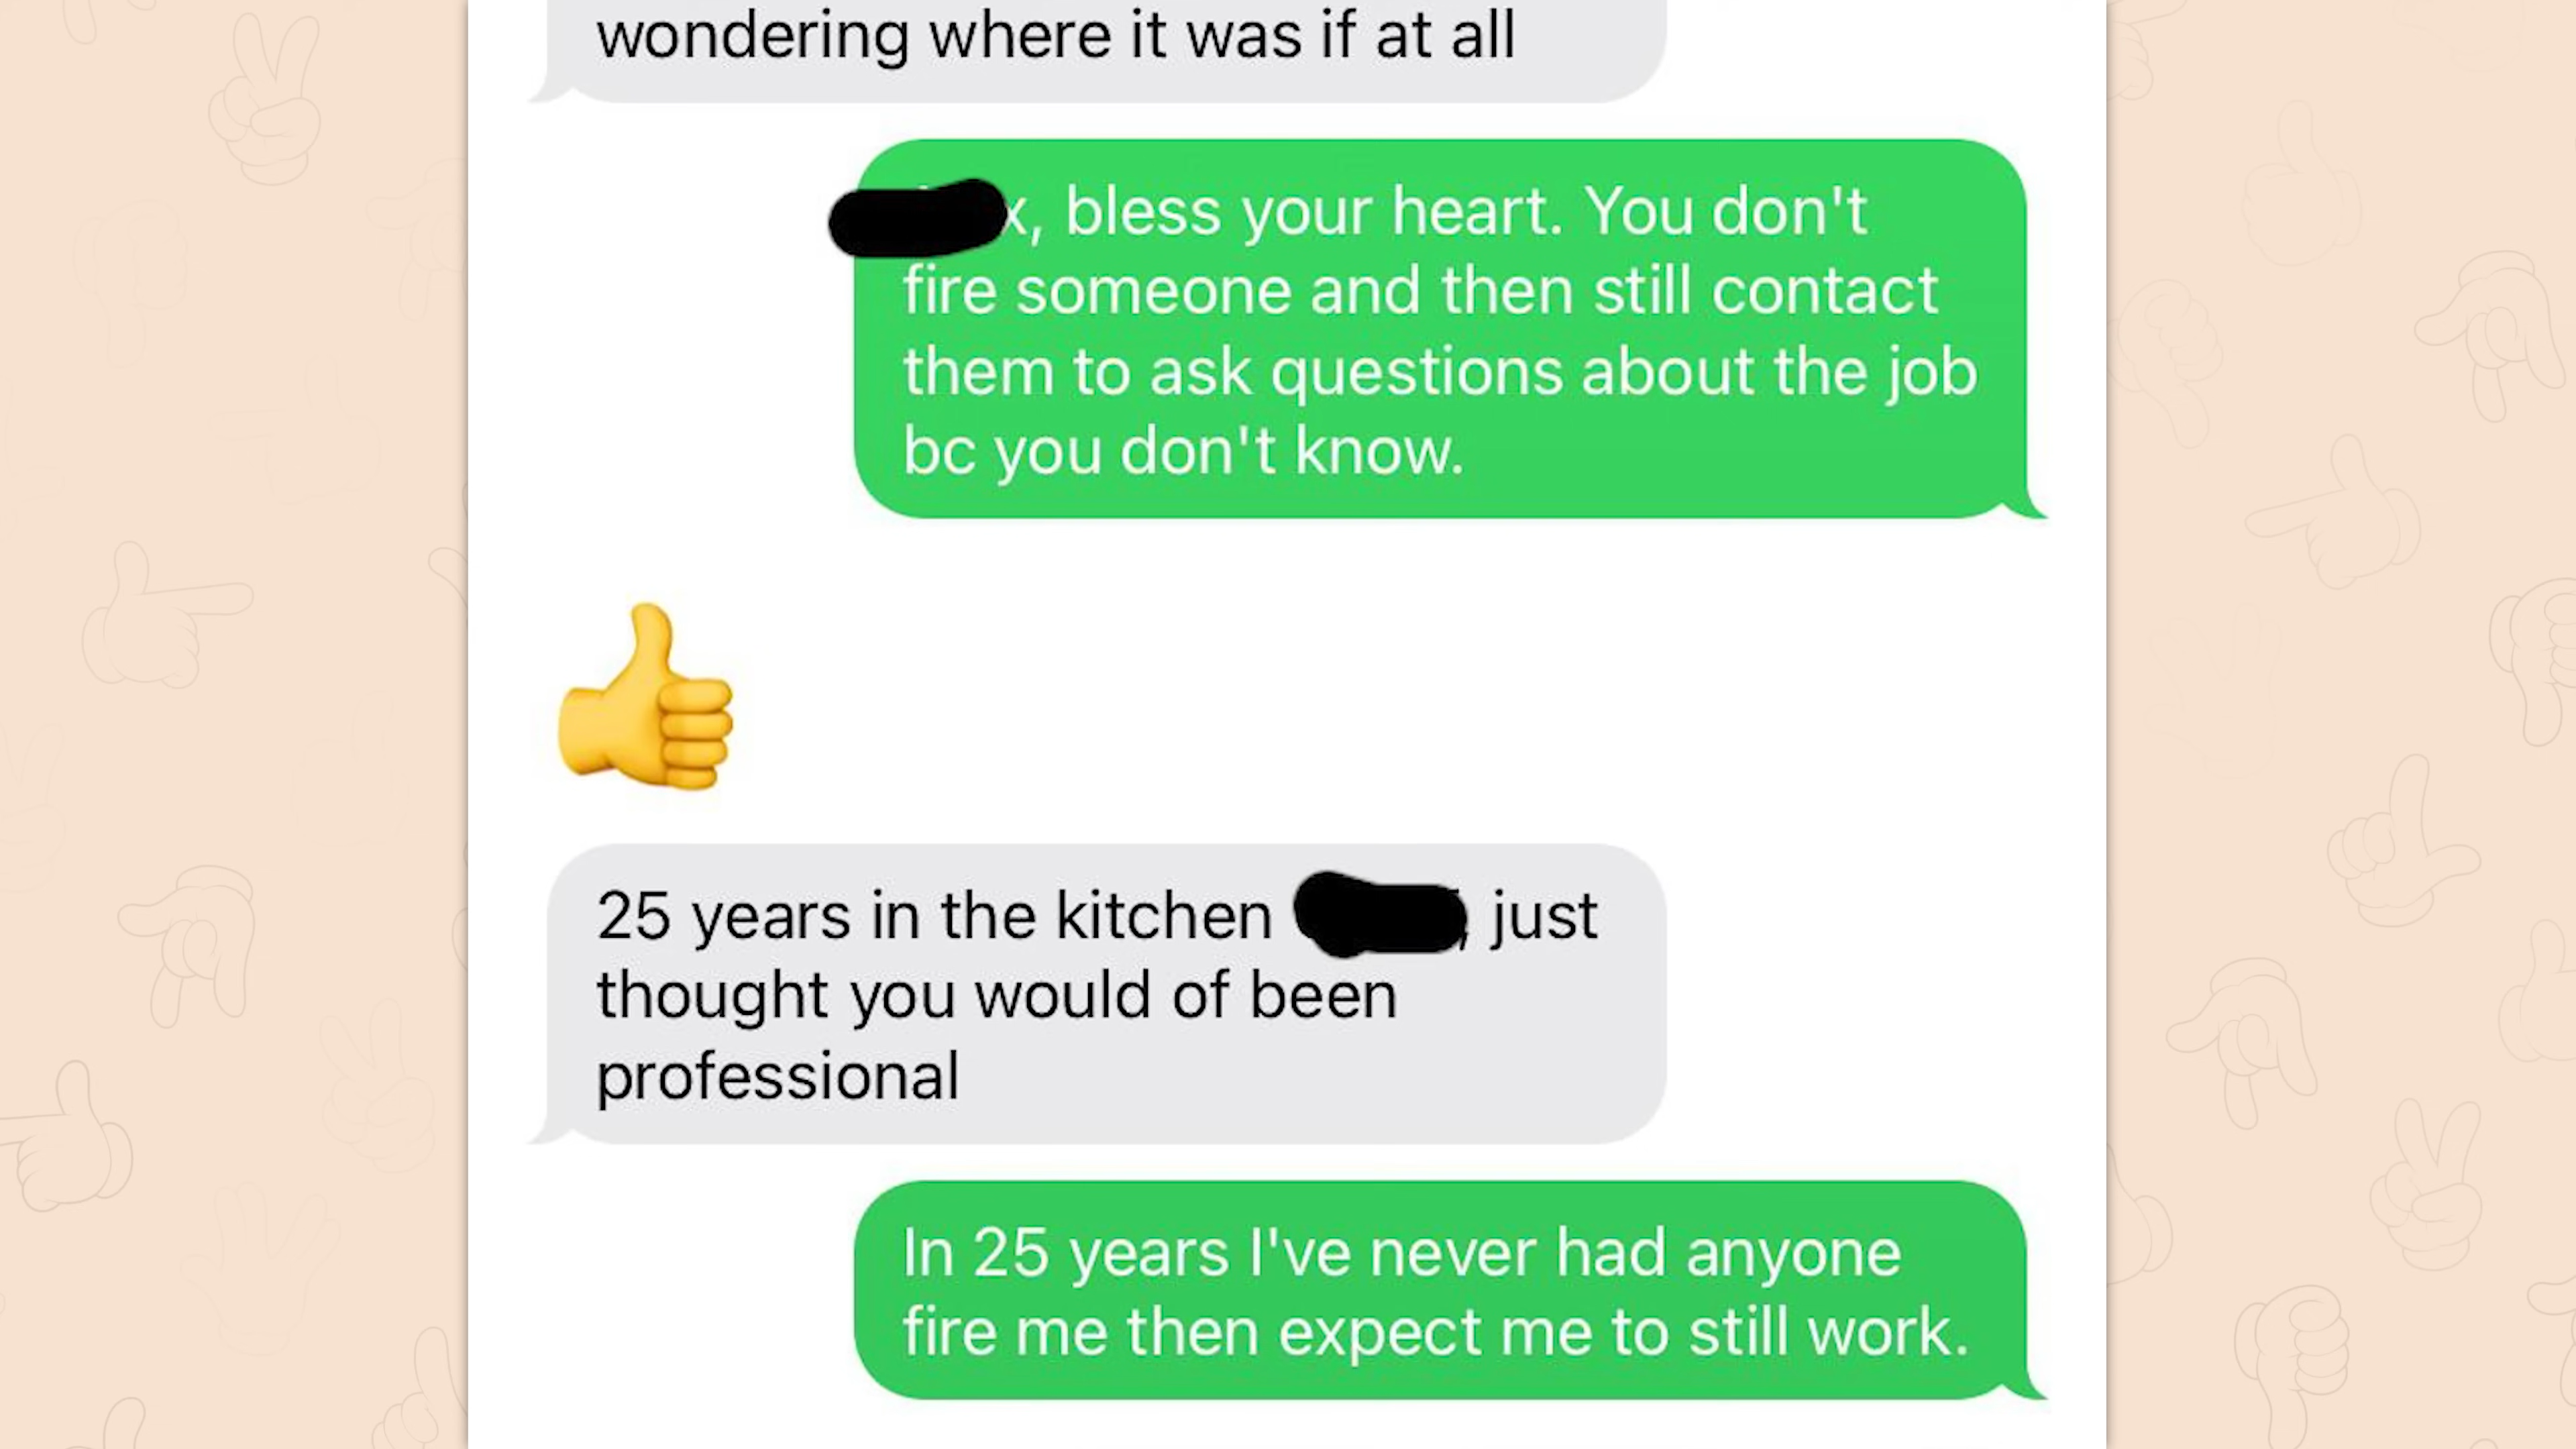 wondering where it was if at all
x, bless your heart. You don't
fire someone and then still contact
them to ask questions about the job
bc you don't know.
👍
25 years in the kitchen , just
thought you would of been
professional
In 25 years I've never had anyone
fire me then expect me to still work.